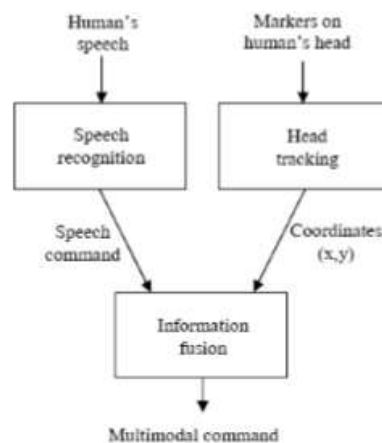 Human's
speech
Markers on
human's head
Speech
recognition
Head
tracking
Speech
command
Coordinates
(x,y)
Information
fusion
Multimodal command